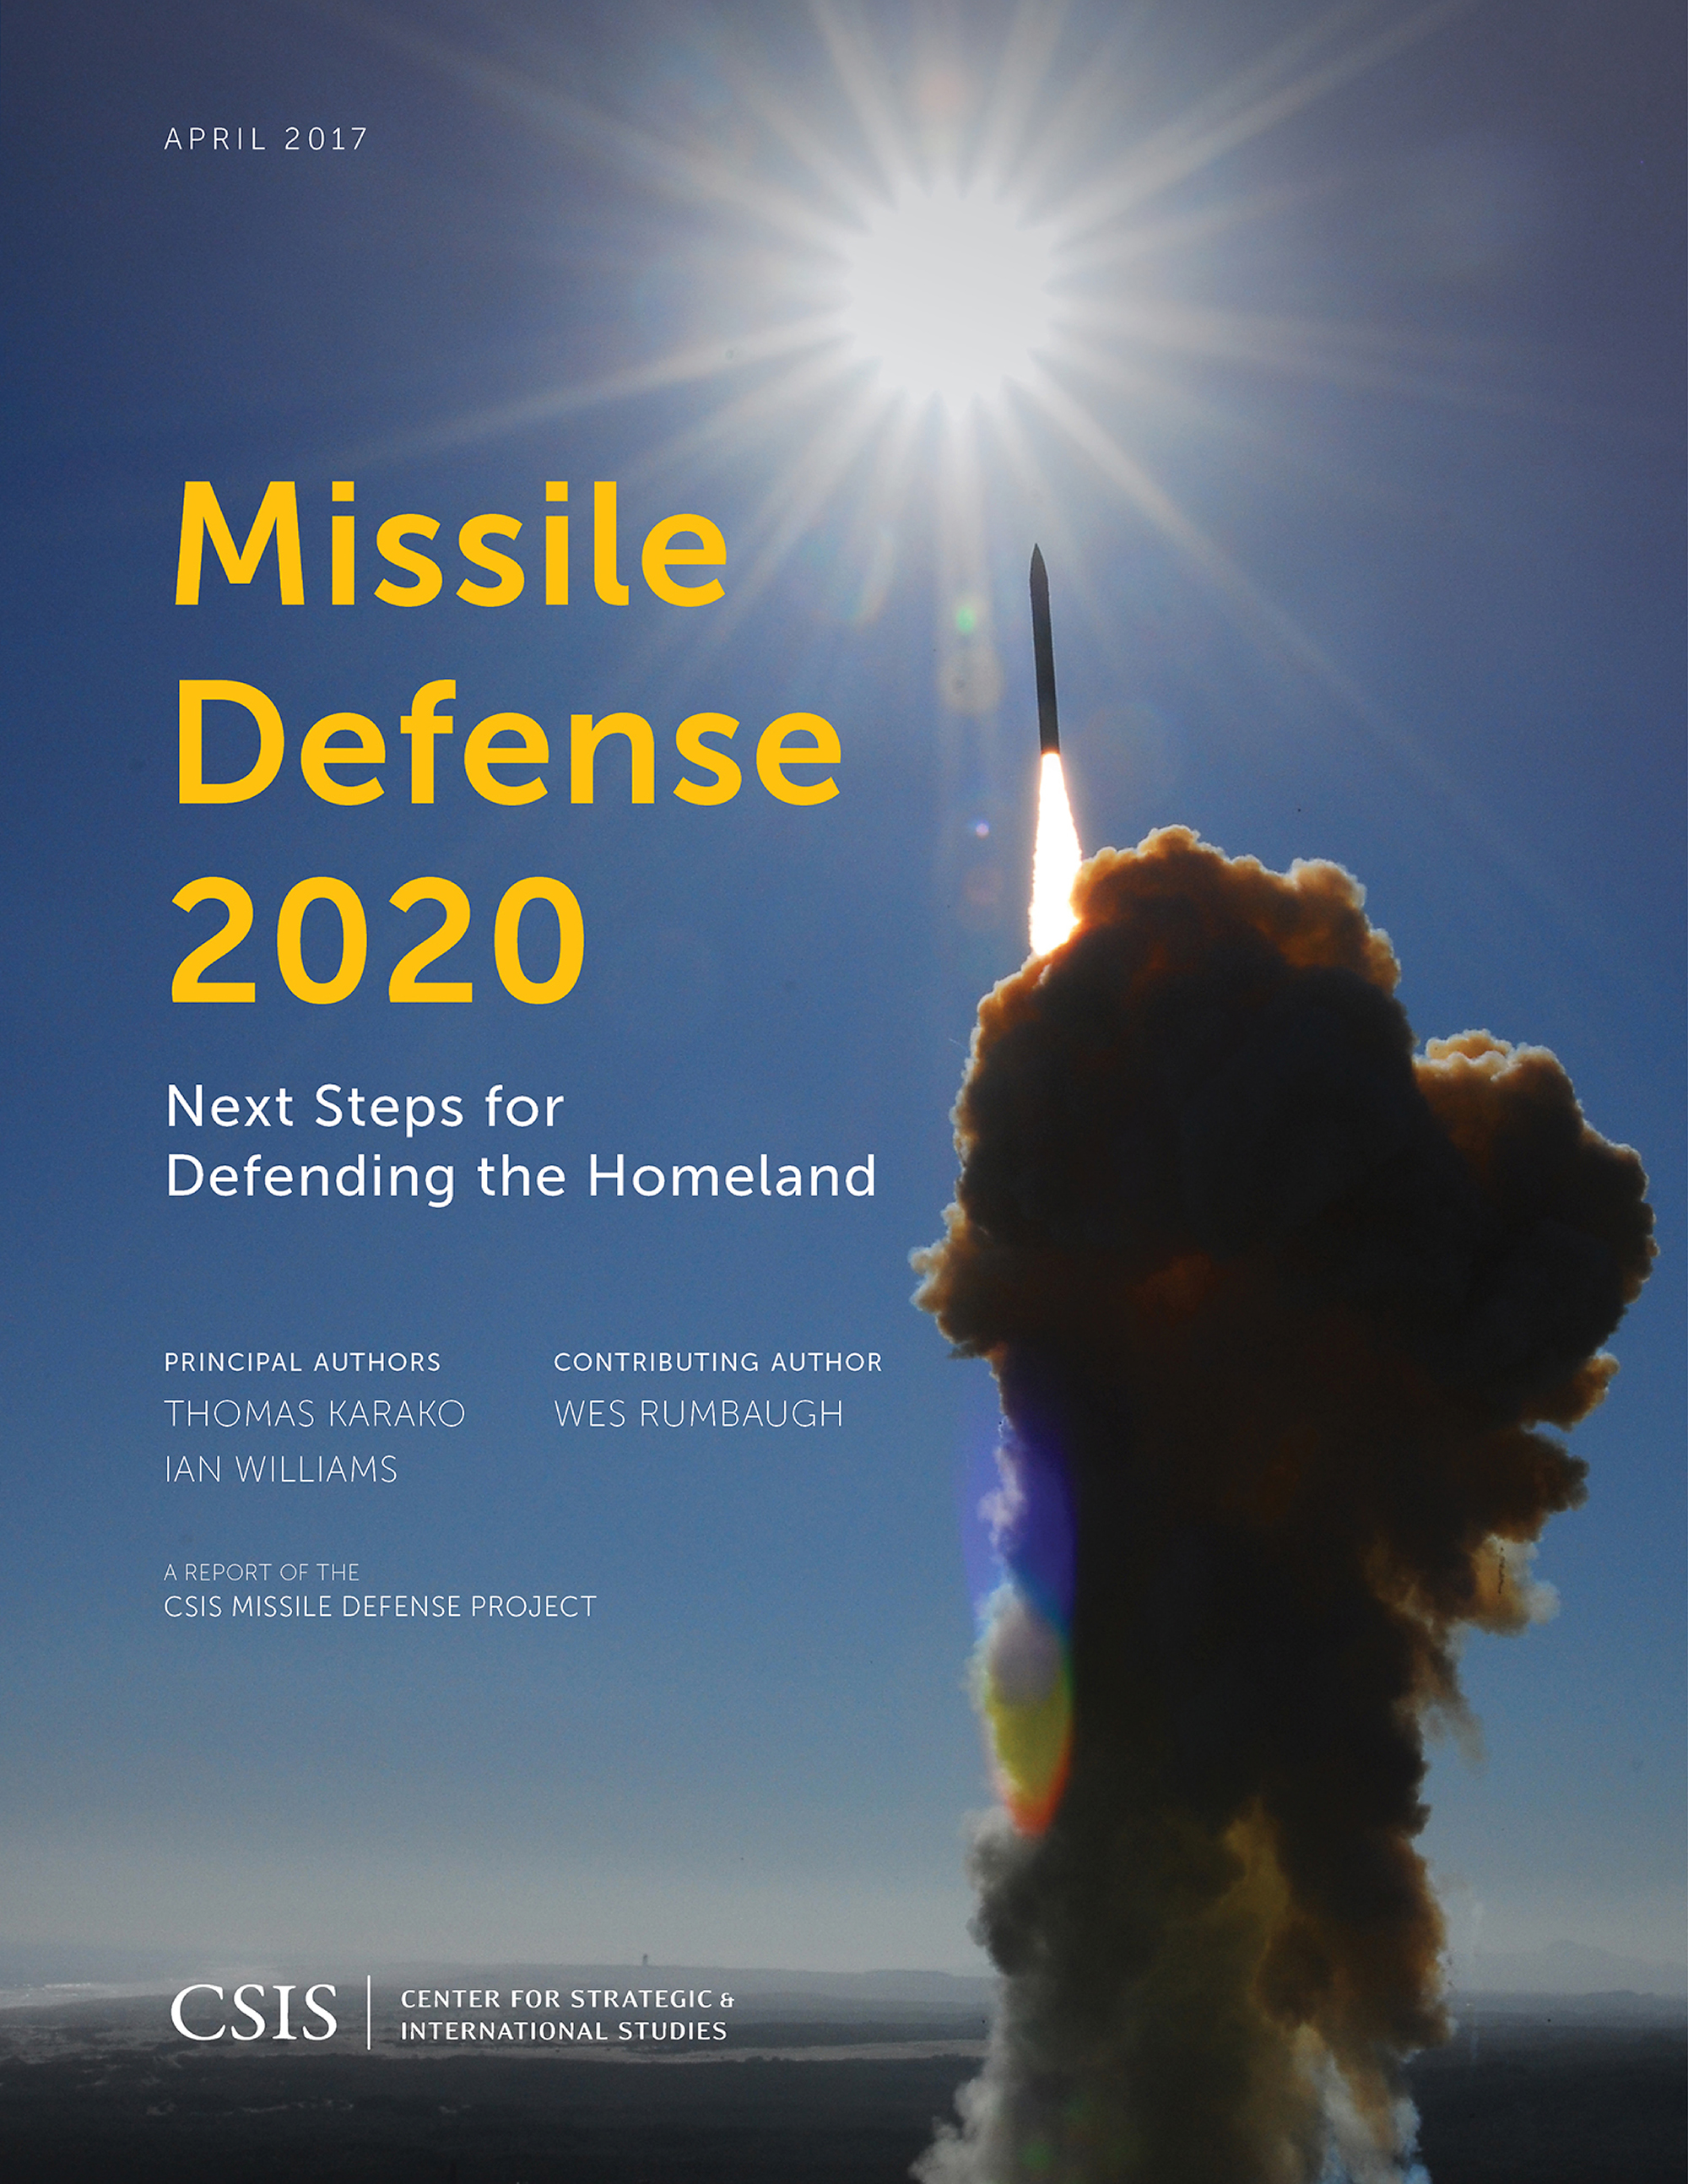 APRIL 2017
Missile
Defense
2020
Next Steps for
Defending the Homeland
PRINCIPAL AUTHORS
THOMAS KARAKO
IAN WILLIAMS
CONTRIBUTING AUTHOR
WES RUMBAUGH
A REPORT OF THE
CSIS MISSILE DEFENSE PROJECT
CSIS
CENTER FOR STRATEGIC &
INTERNATIONAL STUDIES